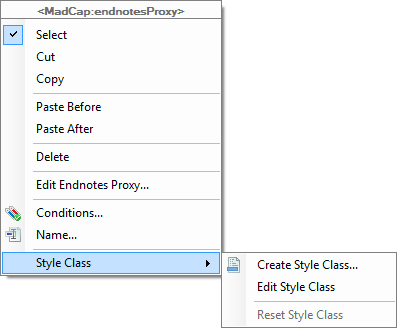 <MadCap:endnotesProxy>
Select
Cut
Copy
Paste Before
Paste After
Delete
Edit Endnotes Proxy...
Conditions...
Name...
Style Class
Create Style Class...
Edit Style Class
Reset Style Class